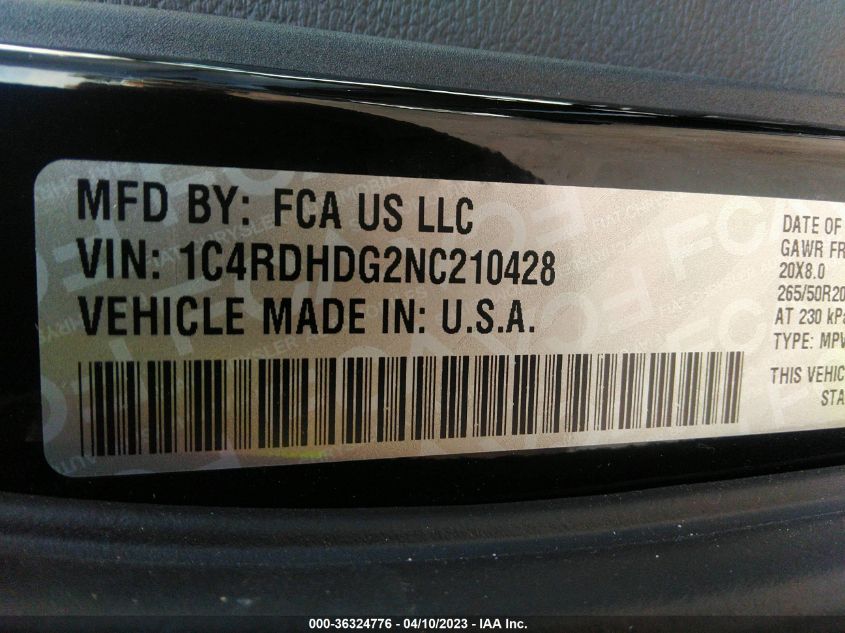 MFD BY: FCA US LLC
VIN: 1C4RDHDG2NC210428
VEHICLE MADE IN: U.S.A.
DATE OF
GAWR FR
20X8.0
265/50R20
AT 230 kPa
TYPE: MPV
THIS VEHIC
STA
000-36324776 - 04/10/2023 - IAA Inc.